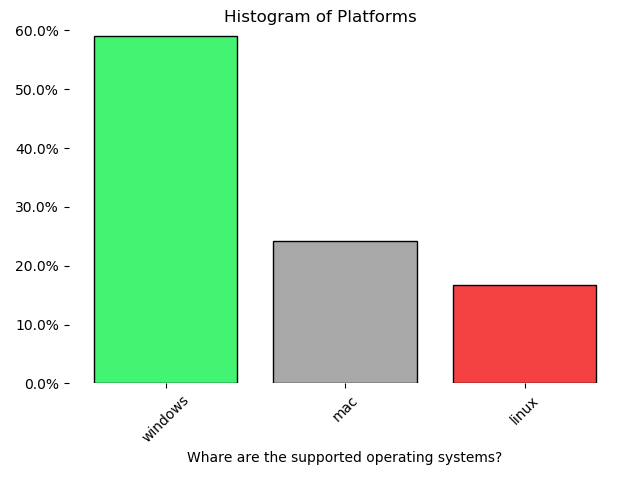 Histogram of Platforms
60.0%
50.0%
40.0%
30.0%
20.0%
10.0%
0.0%
windows
mac
linux
Whare are the supported operating systems?